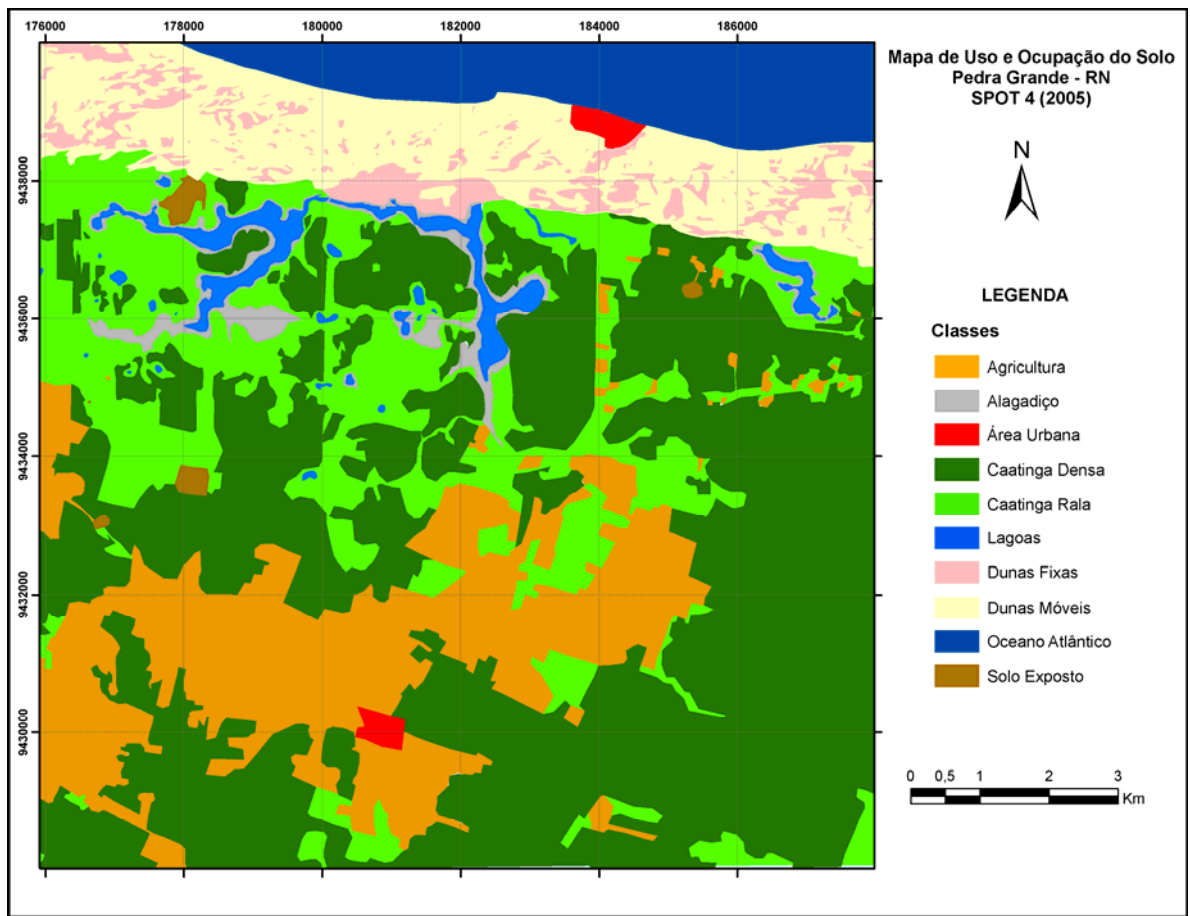 176000 178000 180000 182000 184000 186000
9438000
9436000
9434000
9432000
9430000
Mapa de Uso e Ocupação do Solo
Pedra Grande - RN
SPOT 4 (2005)
N
LEGENDA
Classes
Agricultura
Alagadiço
Área Urbana
Caatinga Densa
Caatinga Rala
Lagoas
Dunas Fixas
Dunas Móveis
Oceano Atlântico
Solo Exposto
0 0,5 1 2 3
Km